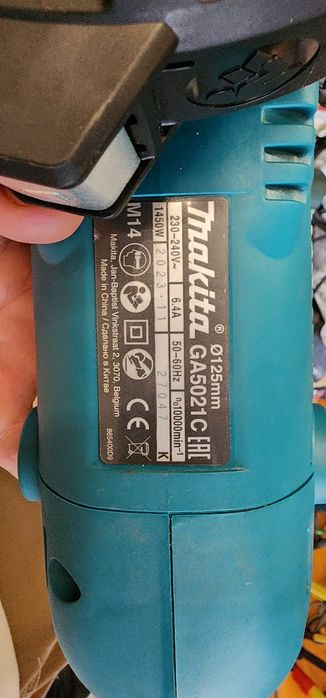 Makita® Ø125mm
GA5021C EAC
230-240V~ 6.4A 50-60Hz n₀10000min⁻¹
1450W 2023.11 27047 K
M14 CE
Makita, Jan-Baptist Vinkstraat 2, 3070, Belgium
Made in China / Сделано в Китае
865400D9